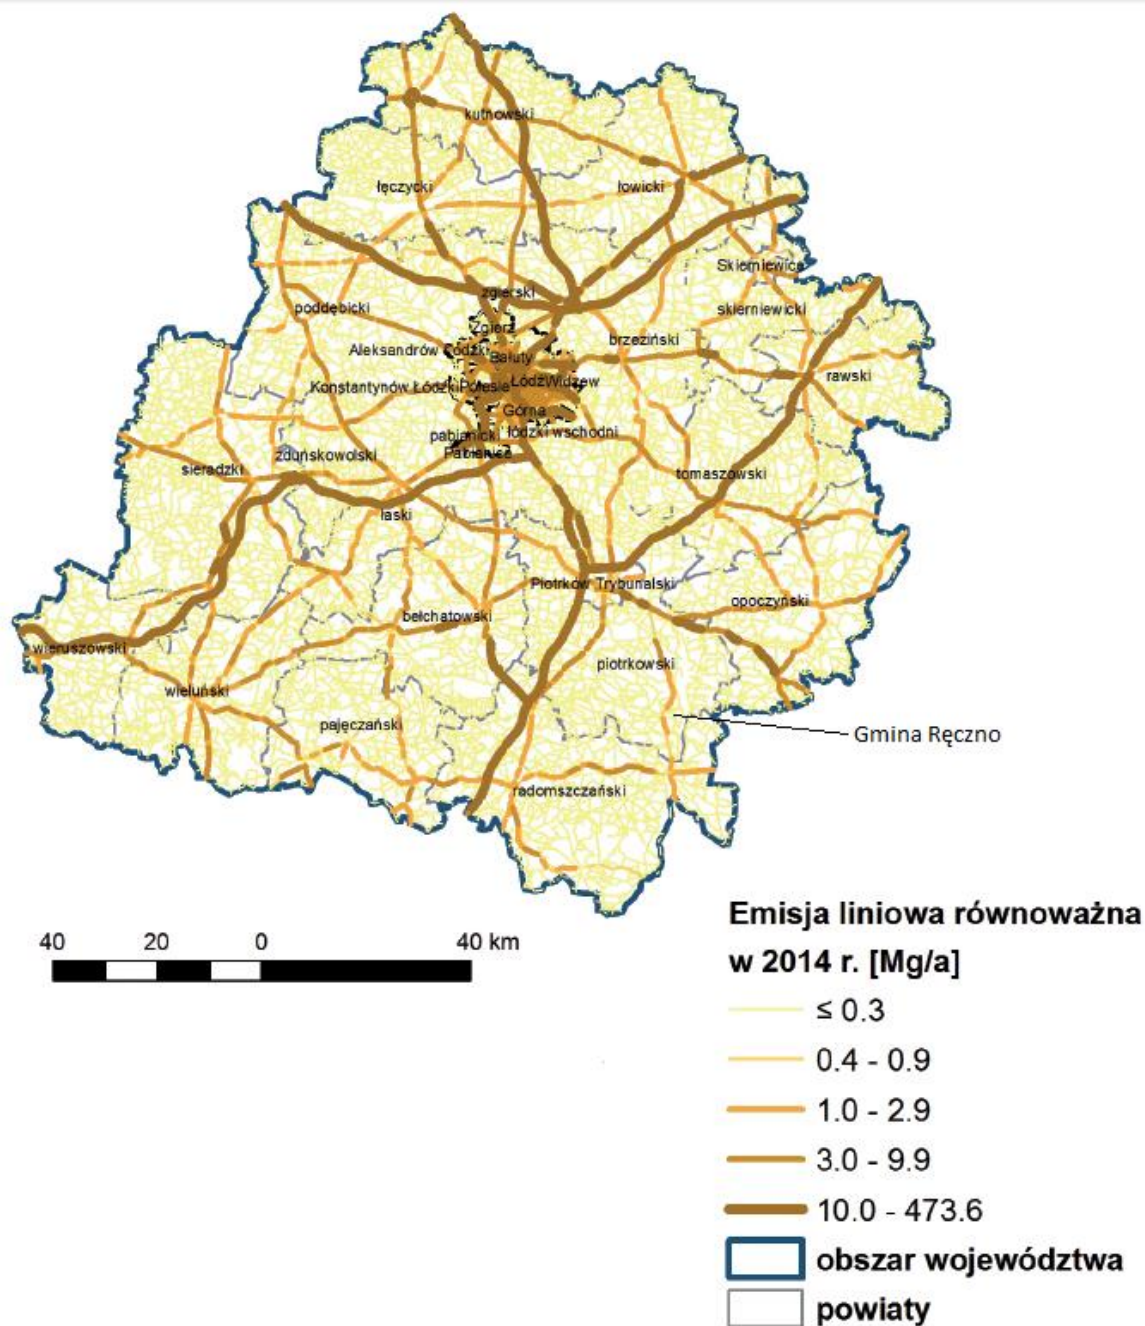 kutnowski
łęczycki
łowicki
Skierniewice
zgierski
poddębicki
skierniewicki
Zgierz
brzeziński
Aleksandrów Łódzki
Bałuty
rawski
Konstantynów Łódzki
Polesie
Łódź
Widzew
Górna
pabianicki
łódzki wschodni
Pabianice
zduńskowolski
sieradzki
tomaszowski
łaski
Piotrków Trybunalski
opoczyński
bełchatowski
wieruszowski
piotrkowski
wieluński
pajęczański
Gmina Ręczno
radomszczański
Emisja liniowa równoważna
w 2014 r. [Mg/a]
40 20 0 40 km
≤ 0.3
0.4 - 0.9
1.0 - 2.9
3.0 - 9.9
10.0 - 473.6
obszar województwa
powiaty